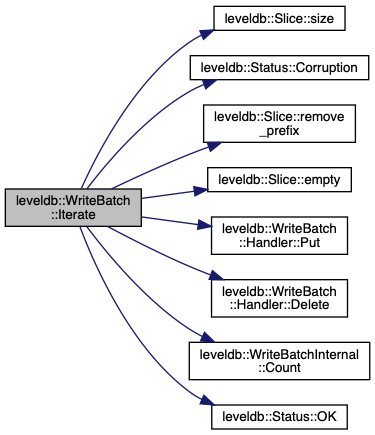 leveldb::Slice::size
leveldb::Status::Corruption
leveldb::Slice::remove
_prefix
leveldb::Slice::empty
leveldb::WriteBatch
::Iterate
leveldb::WriteBatch
::Handler::Put
leveldb::WriteBatch
::Handler::Delete
leveldb::WriteBatchInternal
::Count
leveldb::Status::OK